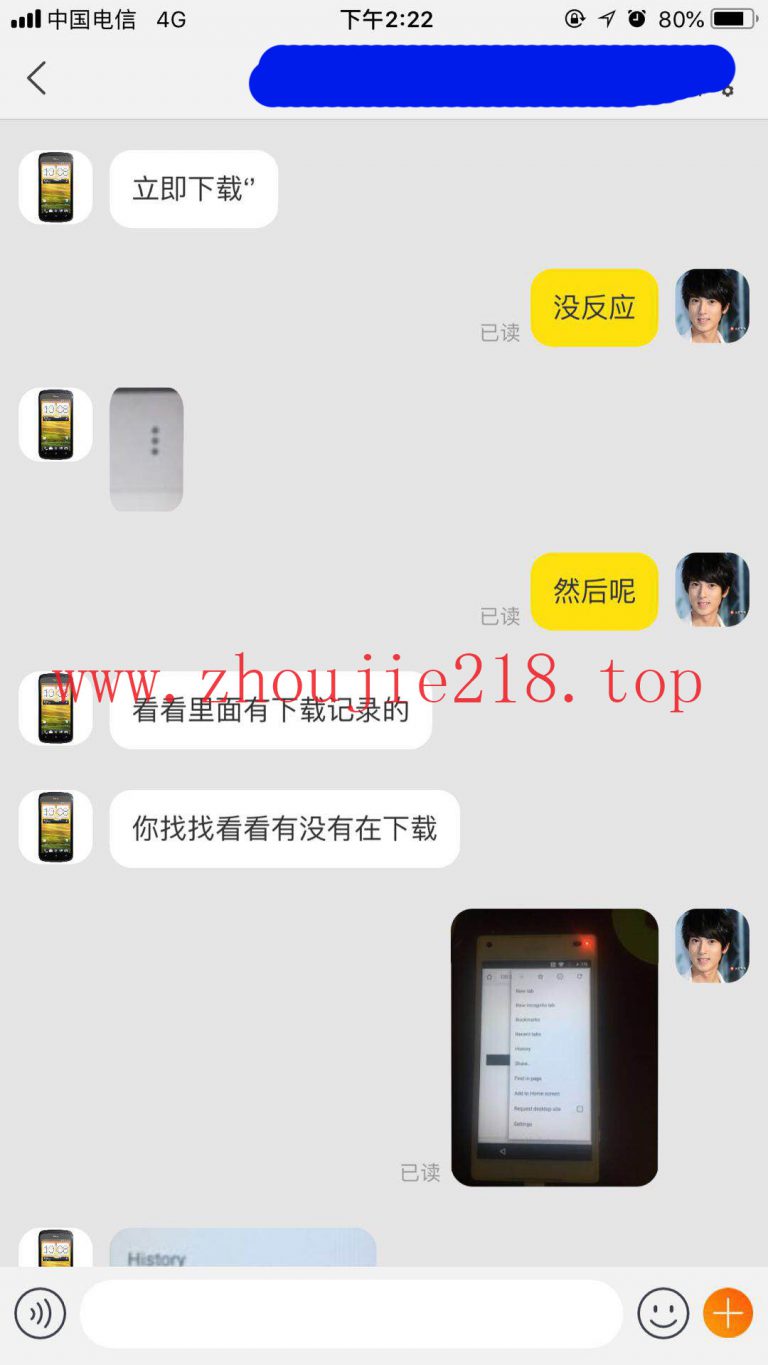 中国电信 4G 下午2:22 80%
立即下载“
没反应
已读
然后呢
已读
www.zhoujie218.top
看看里面有下载记录的
你找找看看有没有在下载
New tab
New incognito tab
Bookmarks
Recent tabs
History
Share...
Find in page
Add to Home screen
Request desktop site
Settings
已读
History